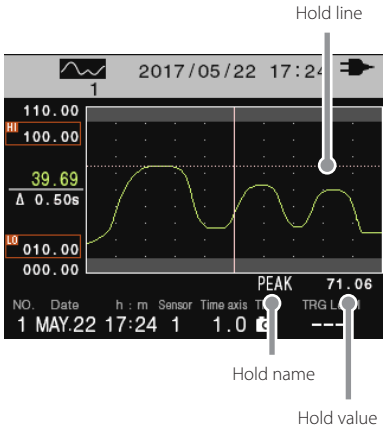 Hold line
1 2017/05/22 17:24
110.00
HI 100.00
39.69
Δ 0.50s
LO 010.00
000.00
PEAK 71.06
NO. Date h : m Sensor Time axis TRG
1 MAY.22 17:24 1 1.0 ----
Hold name
Hold value